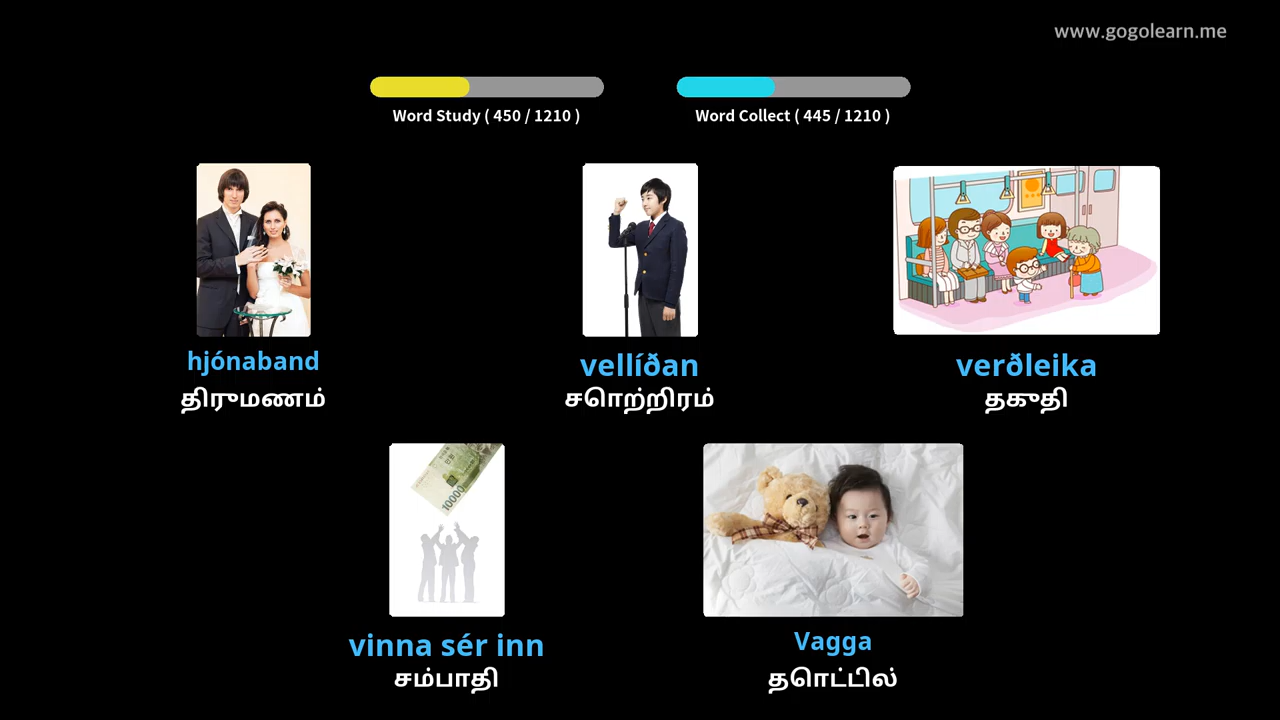 www.gogolearn.me
Word Study ( 450 / 1210 )
Word Collect ( 445 / 1210 )
hjónaband
திருமணம்
vellíðan
சொற்றிரம்
verðleika
தகுதி
10000
vinna sér inn
சம்பாதி
Vagga
தொட்டில்